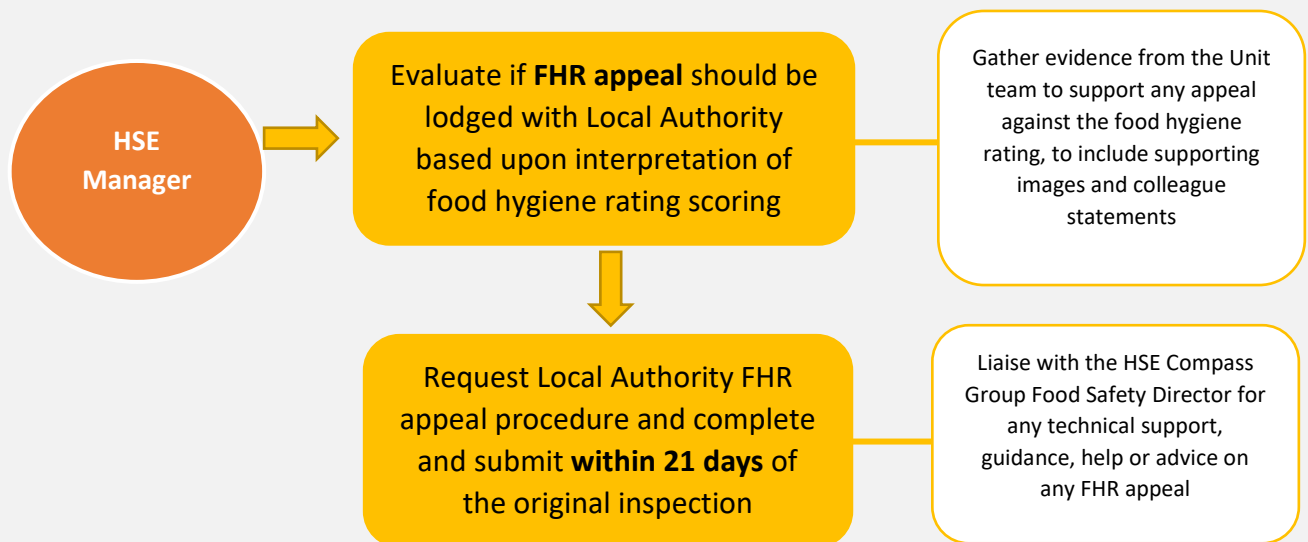 HSE
Manager
Evaluate if FHR appeal should be
lodged with Local Authority
based upon interpretation of
food hygiene rating scoring
Gather evidence from the Unit
team to support any appeal
against the food hygiene
rating, to include supporting
images and colleague
statements
Request Local Authority FHR
appeal procedure and complete
and submit within 21 days of
the original inspection
Liaise with the HSE Compass
Group Food Safety Director for
any technical support,
guidance, help or advice on
any FHR appeal